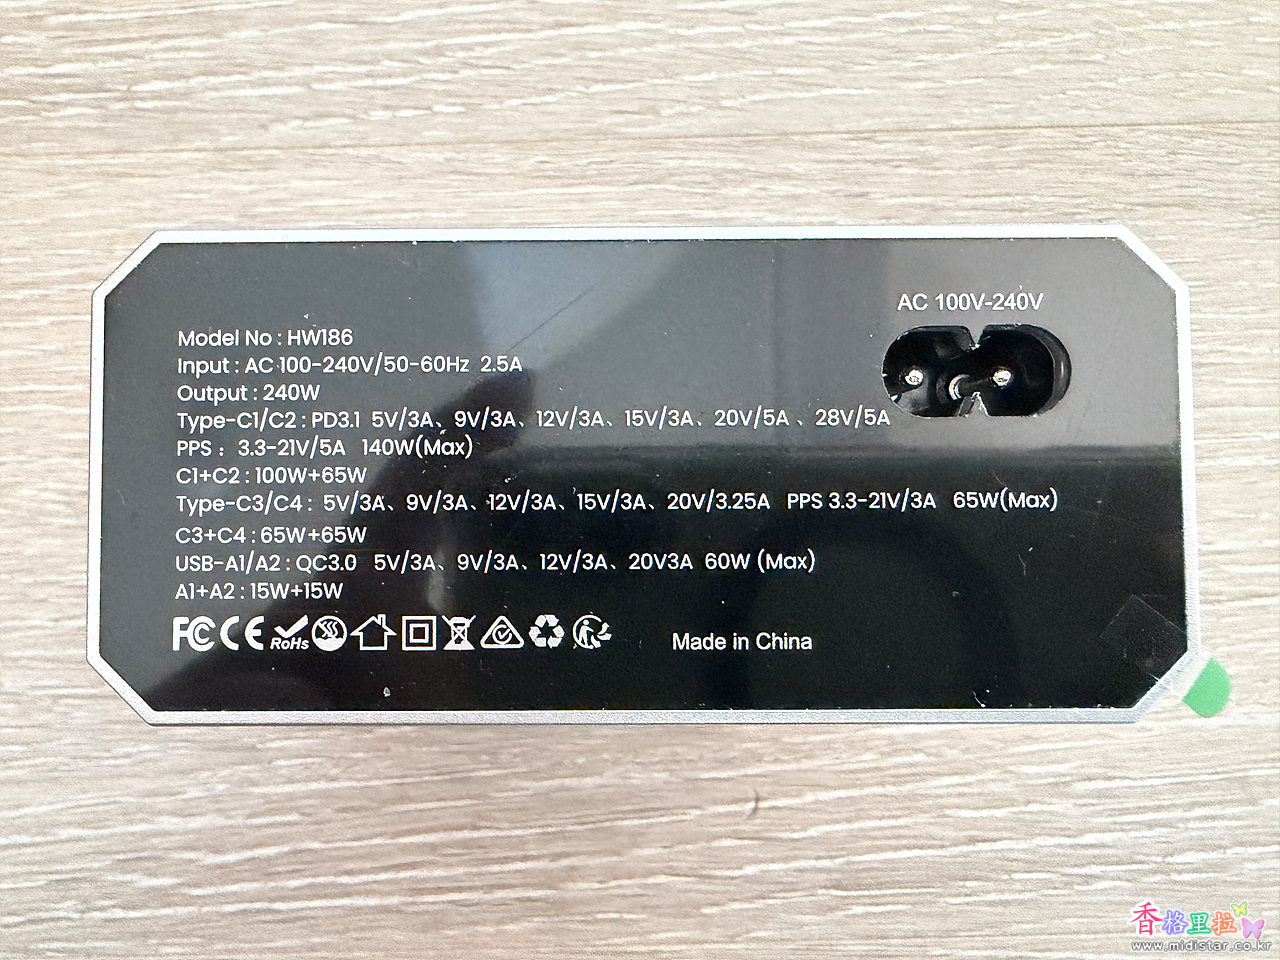 AC 100V-240V
Model No : HW186
Input : AC 100-240V/50-60Hz 2.5A
Output : 240W
Type-C1/C2 : PD3.1 5V/3A、9V/3A、12V/3A、15V/3A、20V/5A 、28V/5A
PPS : 3.3-21V/5A 140W(Max)
C1+C2 : 100W+65W
Type-C3/C4 : 5V/3A、9V/3A、12V/3A、15V/3A、20V/3.25A PPS 3.3-21V/3A 65W(Max)
C3+C4 : 65W+65W
USB-A1/A2 : QC3.0 5V/3A、9V/3A、12V/3A、20V3A 60W (Max)
A1+A2 : 15W+15W
FC CE RoHS
Made in China
香格里拉
www.midistar.co.kr